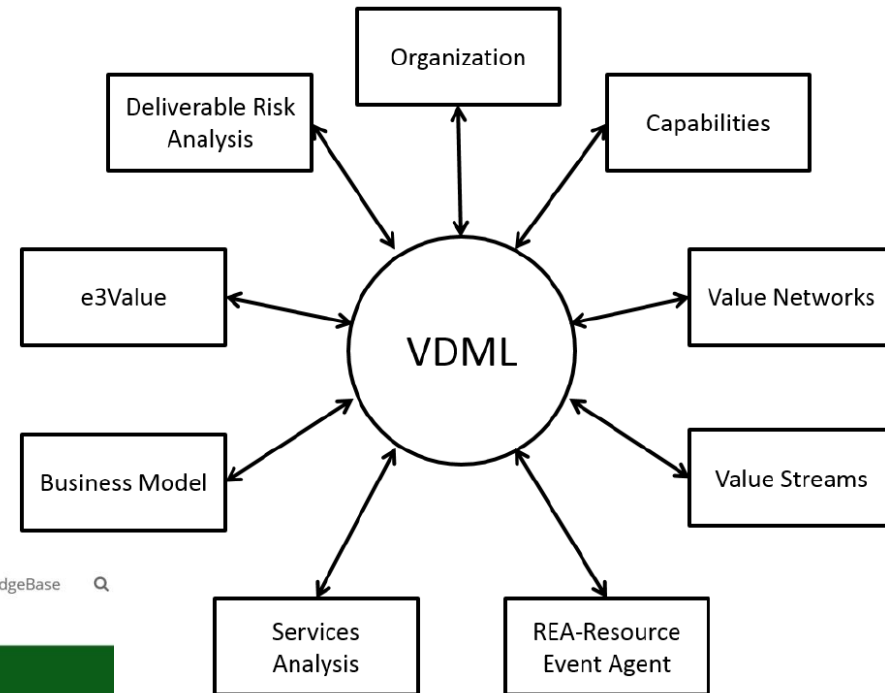 Organization
Deliverable Risk
Analysis
Capabilities
e3Value
Value Networks
VDML
Business Model
Value Streams
Services
Analysis
REA-Resource
Event Agent